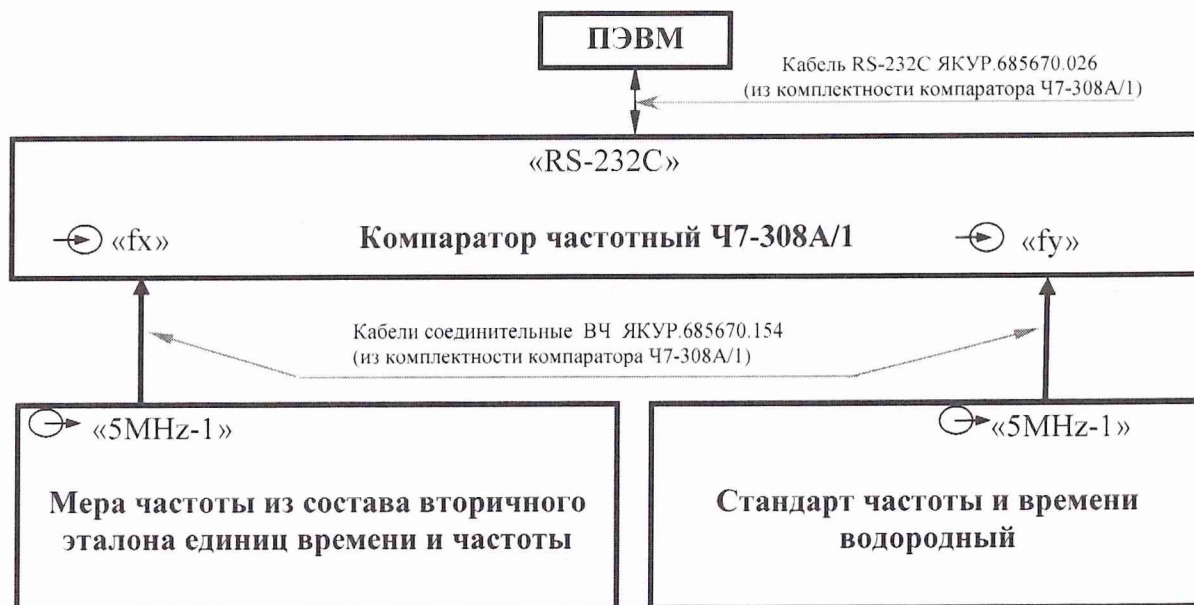 ПЭВМ
Кабель RS-232C ЯКУР.685670.026
(из комплектности компаратора Ч7-308А/1)
«RS-232C»
«fx»
Компаратор частотный Ч7-308А/1
«fy»
Кабели соединительные ВЧ ЯКУР.685670.154
(из комплектности компаратора Ч7-308А/1)
«5MHz-1»
«5MHz-1»
Мера частоты из состава вторичного
эталона единиц времени и частоты
Стандарт частоты и времени
водородный